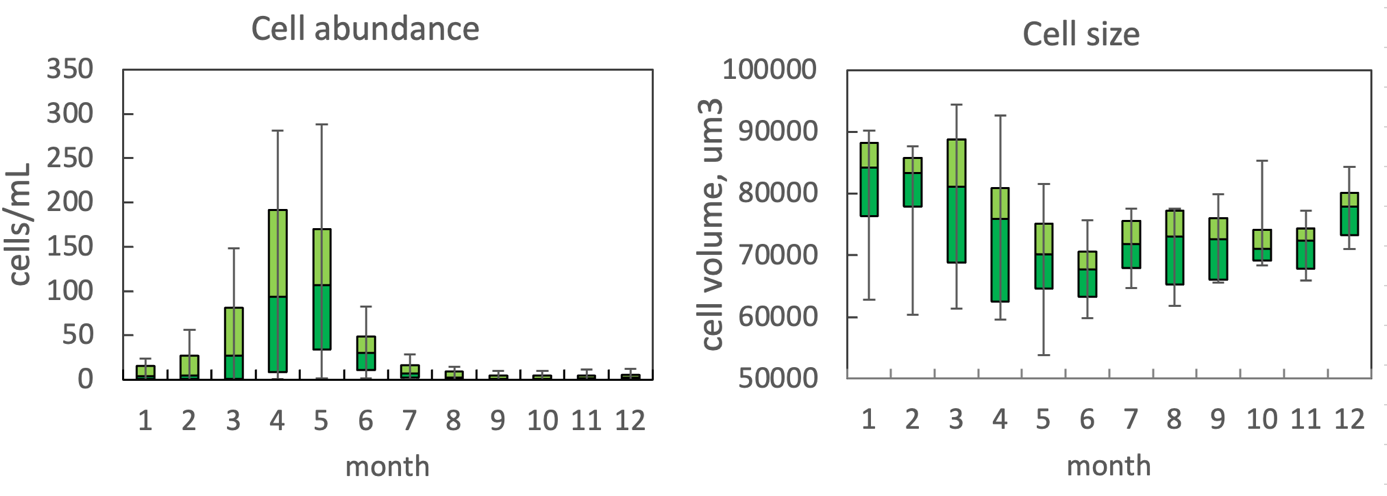 Cell abundance
cells/mL
350
300
250
200
150
100
50
0
1 2 3 4 5 6 7 8 9 10 11 12
month
Cell size
cell volume, um3
100000
90000
80000
70000
60000
50000
1 2 3 4 5 6 7 8 9 10 11 12
month